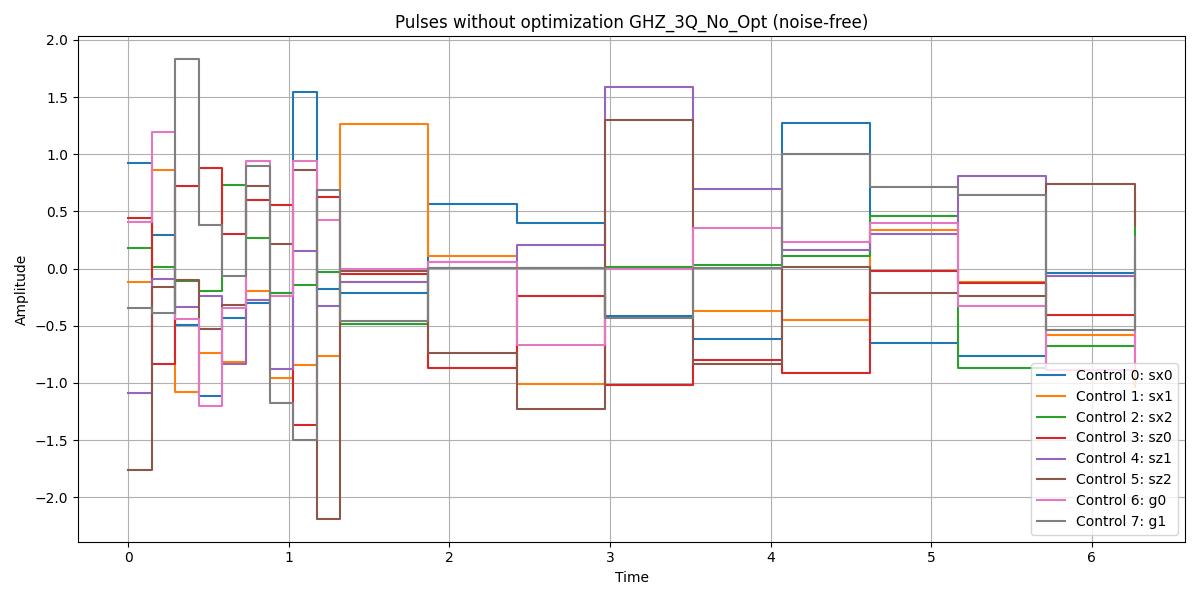 Pulses without optimization GHZ_3Q_No_Opt (noise-free)
2.0
1.5
1.0
0.5
0.0
−0.5
−1.0
−1.5
−2.0
Amplitude
Control 0: sx0
Control 1: sx1
Control 2: sx2
Control 3: sz0
Control 4: sz1
Control 5: sz2
Control 6: g0
Control 7: g1
0 1 2 3 4 5 6
Time